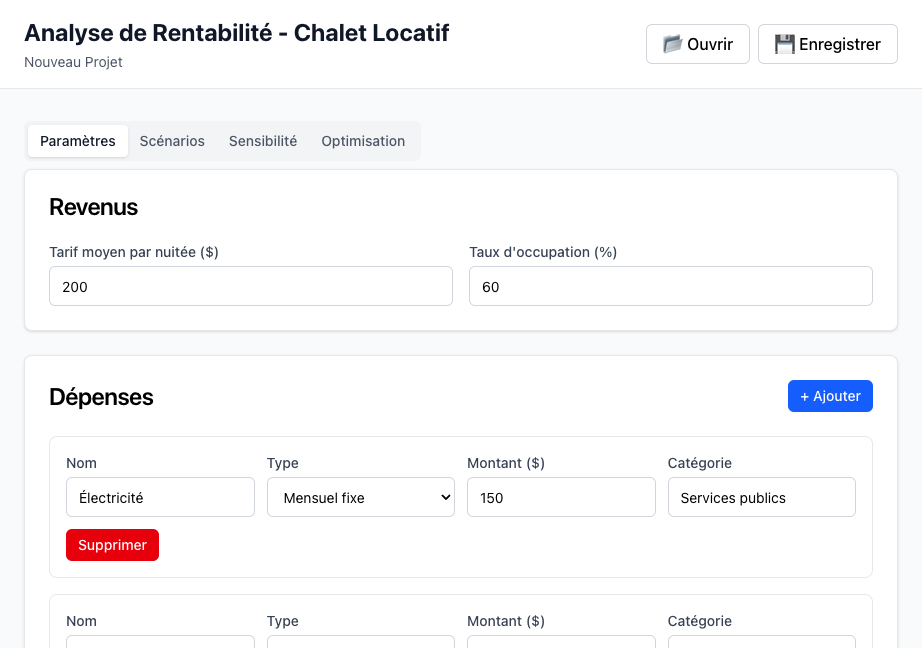 Analyse de Rentabilité - Chalet Locatif
Nouveau Projet
Ouvrir
Enregistrer
Paramètres Scénarios Sensibilité Optimisation
Revenus
Tarif moyen par nuitée ($) Taux d'occupation (%)
200 60
Dépenses
+ Ajouter
Nom Type Montant ($) Catégorie
Électricité Mensuel fixe 150 Services publics
Supprimer
Nom Type Montant ($) Catégorie